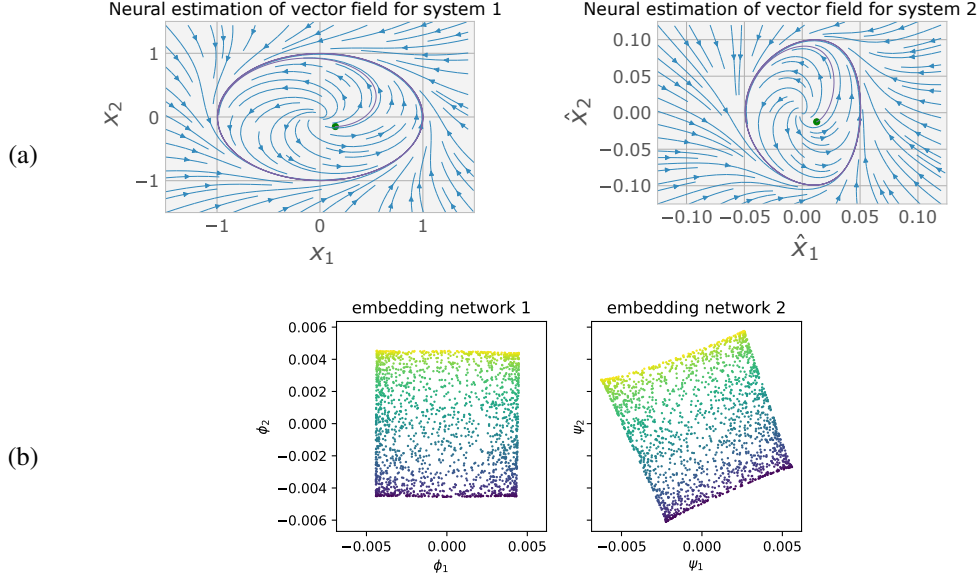 Neural estimation of vector field for system 1
Neural estimation of vector field for system 2
(a)
x₂
1
0
−1
−1
0
1
x₁
x̂₂
0.10
0.05
0.00
−0.05
−0.10
−0.10
−0.05
0.00
0.05
0.10
x̂₁
(b)
embedding network 1
embedding network 2
ϕ₂
0.006
0.004
0.002
0.000
−0.002
−0.004
−0.006
−0.005
0.000
0.005
ϕ₁
ψ₂
−0.005
0.000
0.005
ψ₁